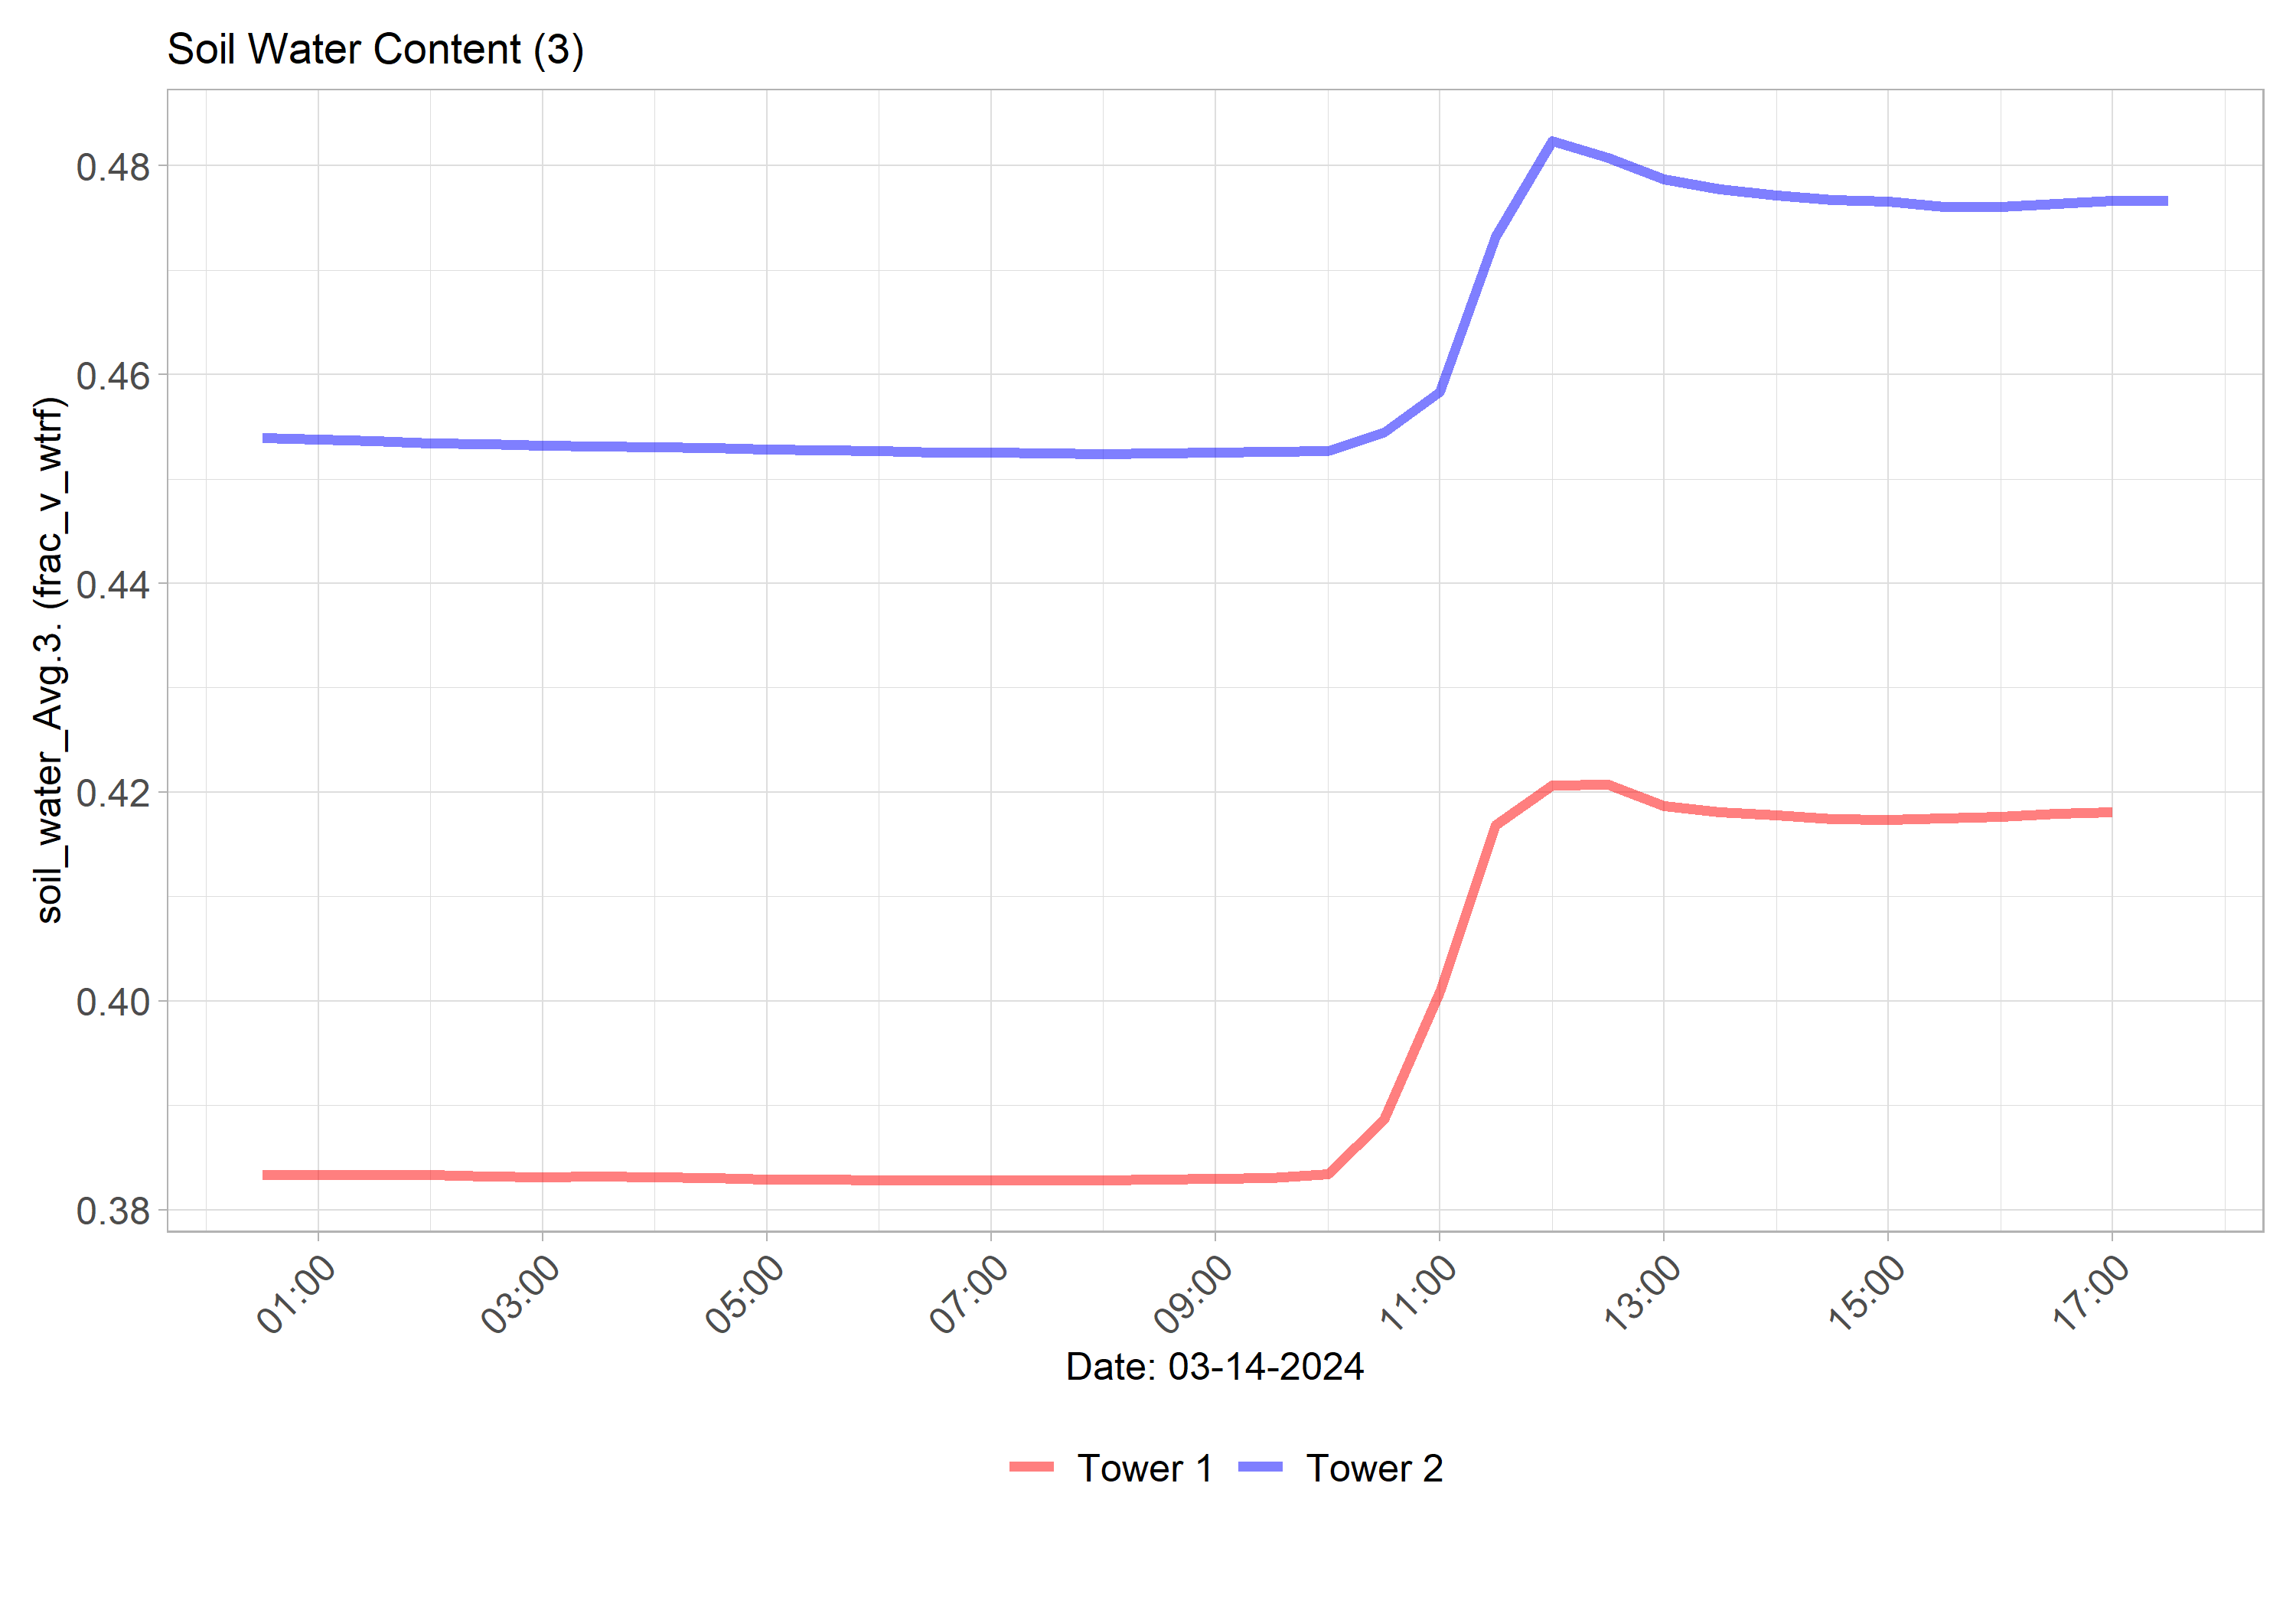 Soil Water Content (3)
soil_water_Avg.3. (frac_v_wtrf)
0.48
0.46
0.44
0.42
0.40
0.38
01:00 03:00 05:00 07:00 09:00 11:00 13:00 15:00 17:00
Date: 03-14-2024
Tower 1 Tower 2